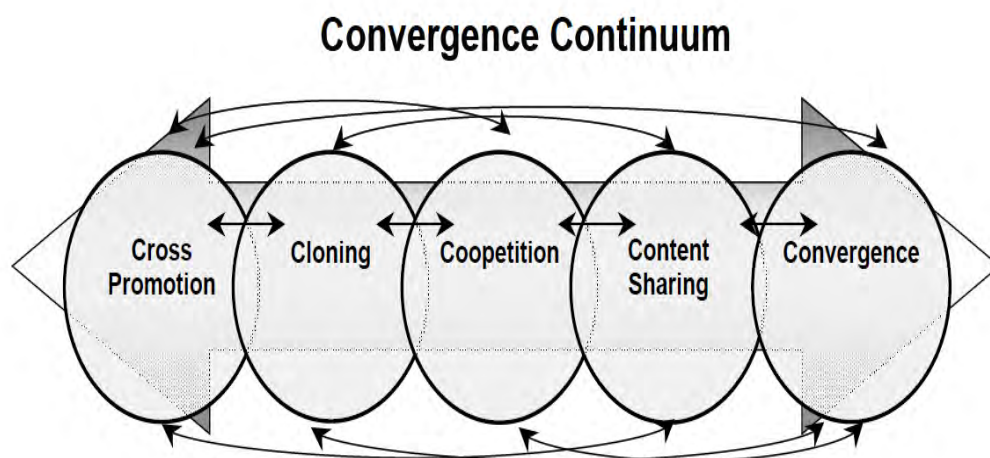 Convergence Continuum
Cross
Promotion
Cloning
Coopetition
Content
Sharing
Convergence